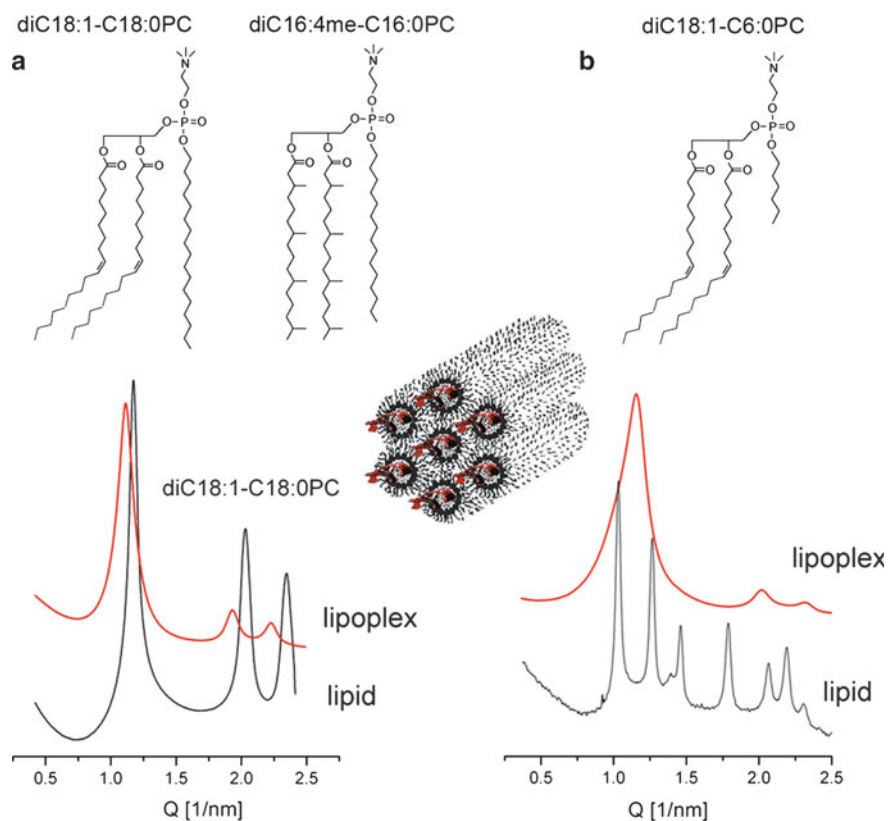 diC18:1-C18:0PC
diC16:4me-C16:0PC
diC18:1-C6:0PC
a
b
N
O
O-P=O
O
O
O
O
O
N
O
O-P=O
O
O
O
O
O
N
O
O-P=O
O
O
O
O
O
diC18:1-C18:0PC
lipoplex
lipid
0.5 1.0 1.5 2.0 2.5
Q [1/nm]
lipoplex
lipid
0.5 1.0 1.5 2.0 2.5
Q [1/nm]